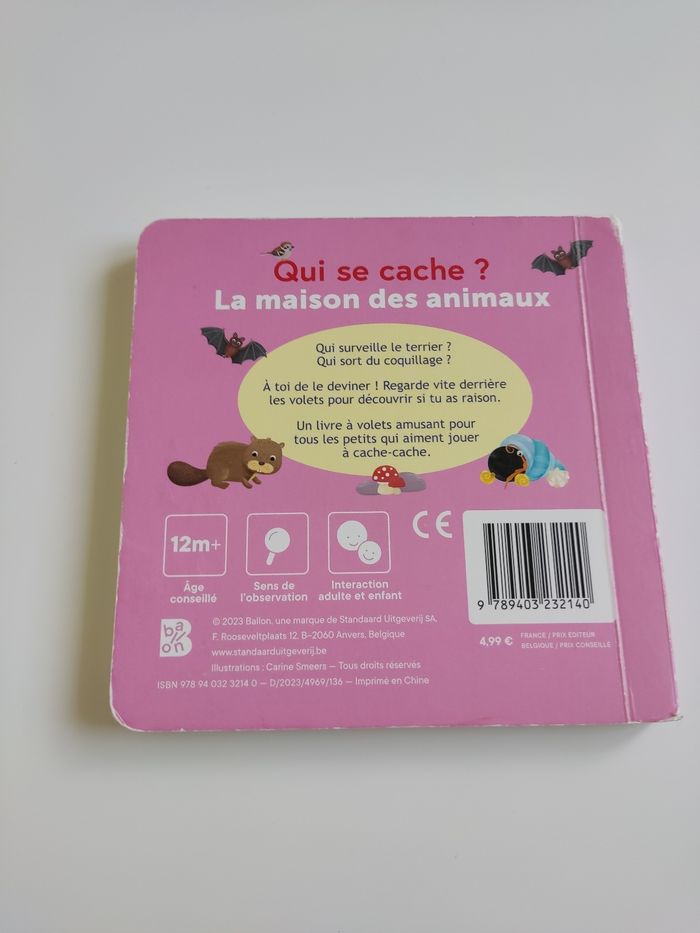 Qui se cache ?
La maison des animaux
Qui surveille le terrier ?
Qui sort du coquillage ?
À toi de le deviner ! Regarde vite derrière
les volets pour découvrir si tu as raison.
Un livre à volets amusant pour
tous les petits qui aiment jouer
à cache-cache.
12m+
Âge
conseillé
Sens de
l'observation
Interaction
adulte et enfant
CE
9 789403 232140
ballon
© 2023 Ballon, une marque de Standaard Uitgeverij SA,
F. Rooseveltplaats 12, B–2060 Anvers, Belgique
www.standaarduitgeverij.be
Illustrations : Carine Smeers — Tous droits réservés
ISBN 978 94 032 3214 0 — D/2023/4969/136 — Imprimé en Chine
4,99 €
FRANCE / PRIX ÉDITEUR
BELGIQUE / PRIX CONSEILLÉ